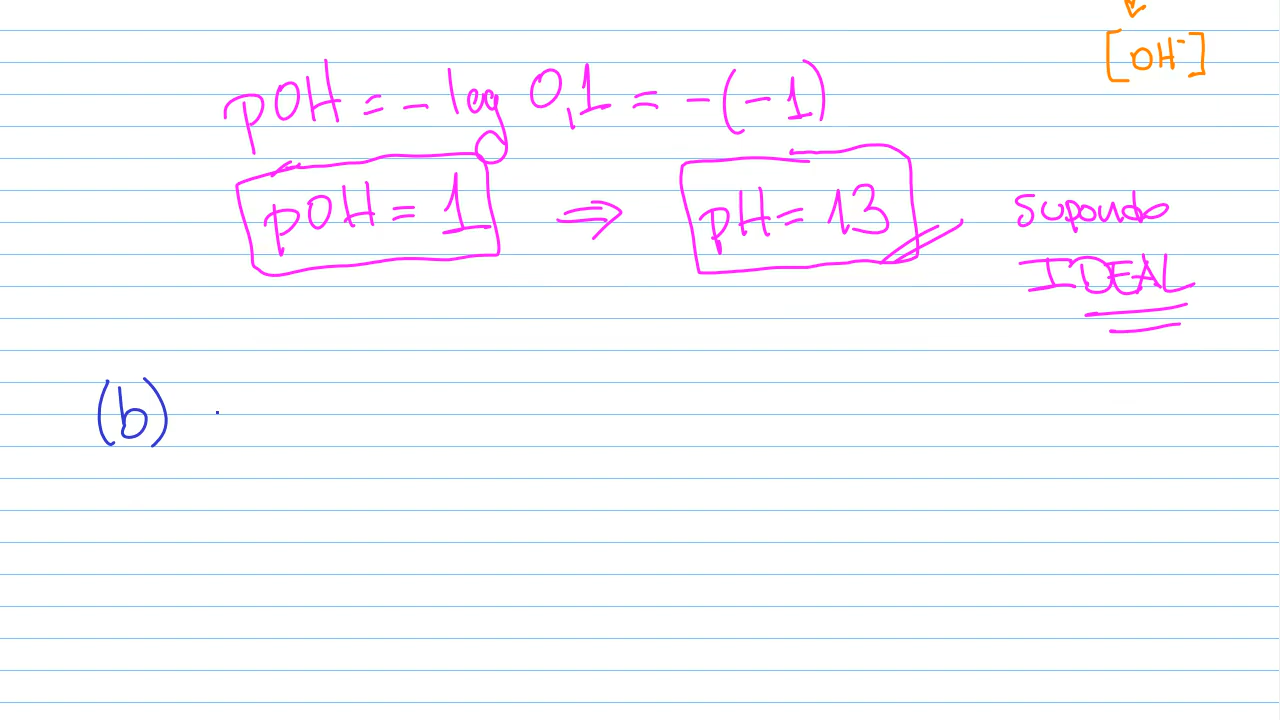 [OH⁻]
pOH = - log 0,1 = - (-1)
pOH = 1 ⇒ pH = 13
supondo
IDEAL
(b)